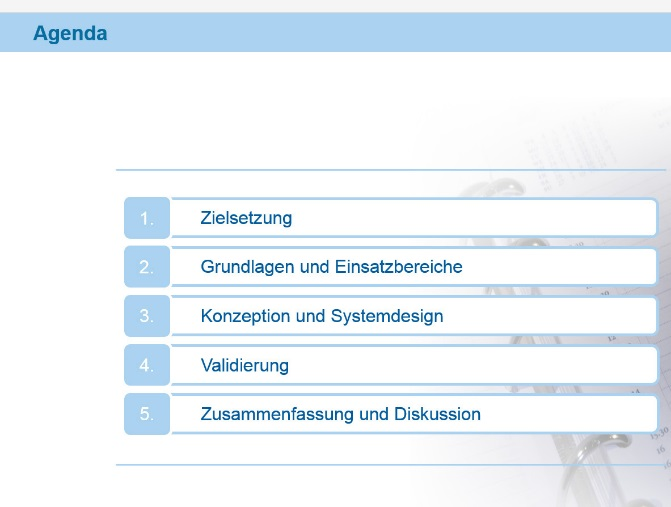 Agenda
1. Zielsetzung
2. Grundlagen und Einsatzbereiche
3. Konzeption und Systemdesign
4. Validierung
5. Zusammenfassung und Diskussion